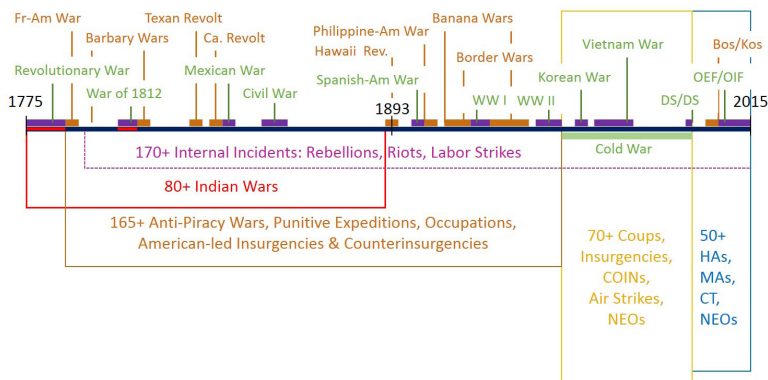 Fr-Am War
Texan Revolt
Banana Wars
Barbary Wars
Ca. Revolt
Philippine-Am War
Hawaii Rev.
Border Wars
Vietnam War
Bos/Kos
Revolutionary War
Mexican War
Spanish-Am War
Korean War
OEF/OIF
War of 1812
Civil War
WW I
WW II
DS/DS
1775
1893
2015
Cold War
170+ Internal Incidents: Rebellions, Riots, Labor Strikes
80+ Indian Wars
165+ Anti-Piracy Wars, Punitive Expeditions, Occupations,
American-led Insurgencies & Counterinsurgencies
70+ Coups,
Insurgencies,
COINs,
Air Strikes,
NEOs
50+
HAs,
MAs,
CT,
NEOs